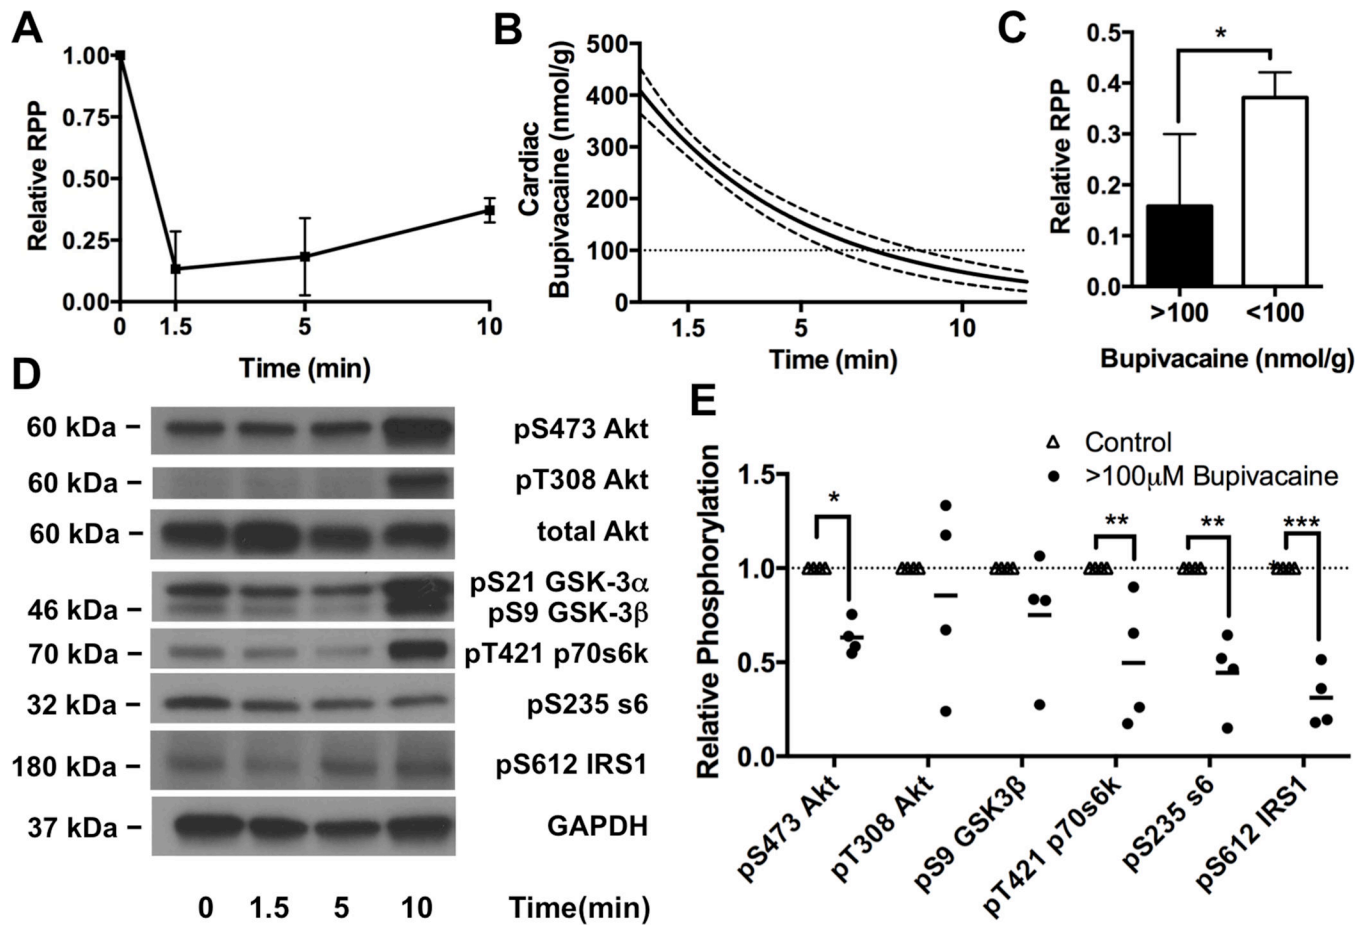 A
Relative RPP
1.00
0.75
0.50
0.25
0.00
0 1.5 5 10
Time (min)
B
Cardiac
Bupivacaine (nmol/g)
500
400
300
200
100
0
1.5 5 10
Time (min)
C
Relative RPP
0.5
0.4
0.3
0.2
0.1
0.0
*
>100 <100
Bupivacaine (nmol/g)
D
60 kDa pS473 Akt
60 kDa pT308 Akt
60 kDa total Akt
pS21 GSK-3α
46 kDa pS9 GSK-3β
70 kDa pT421 p70s6k
32 kDa pS235 s6
180 kDa pS612 IRS1
37 kDa GAPDH
0 1.5 5 10 Time(min)
E
Relative Phosphorylation
Control
>100μM Bupivacaine
1.5
1.0
0.5
0.0
* ** ** ***
*
pS473 Akt
pT308 Akt
pS9 GSK3β
pT421 p70s6k
pS235 s6
pS612 IRS1